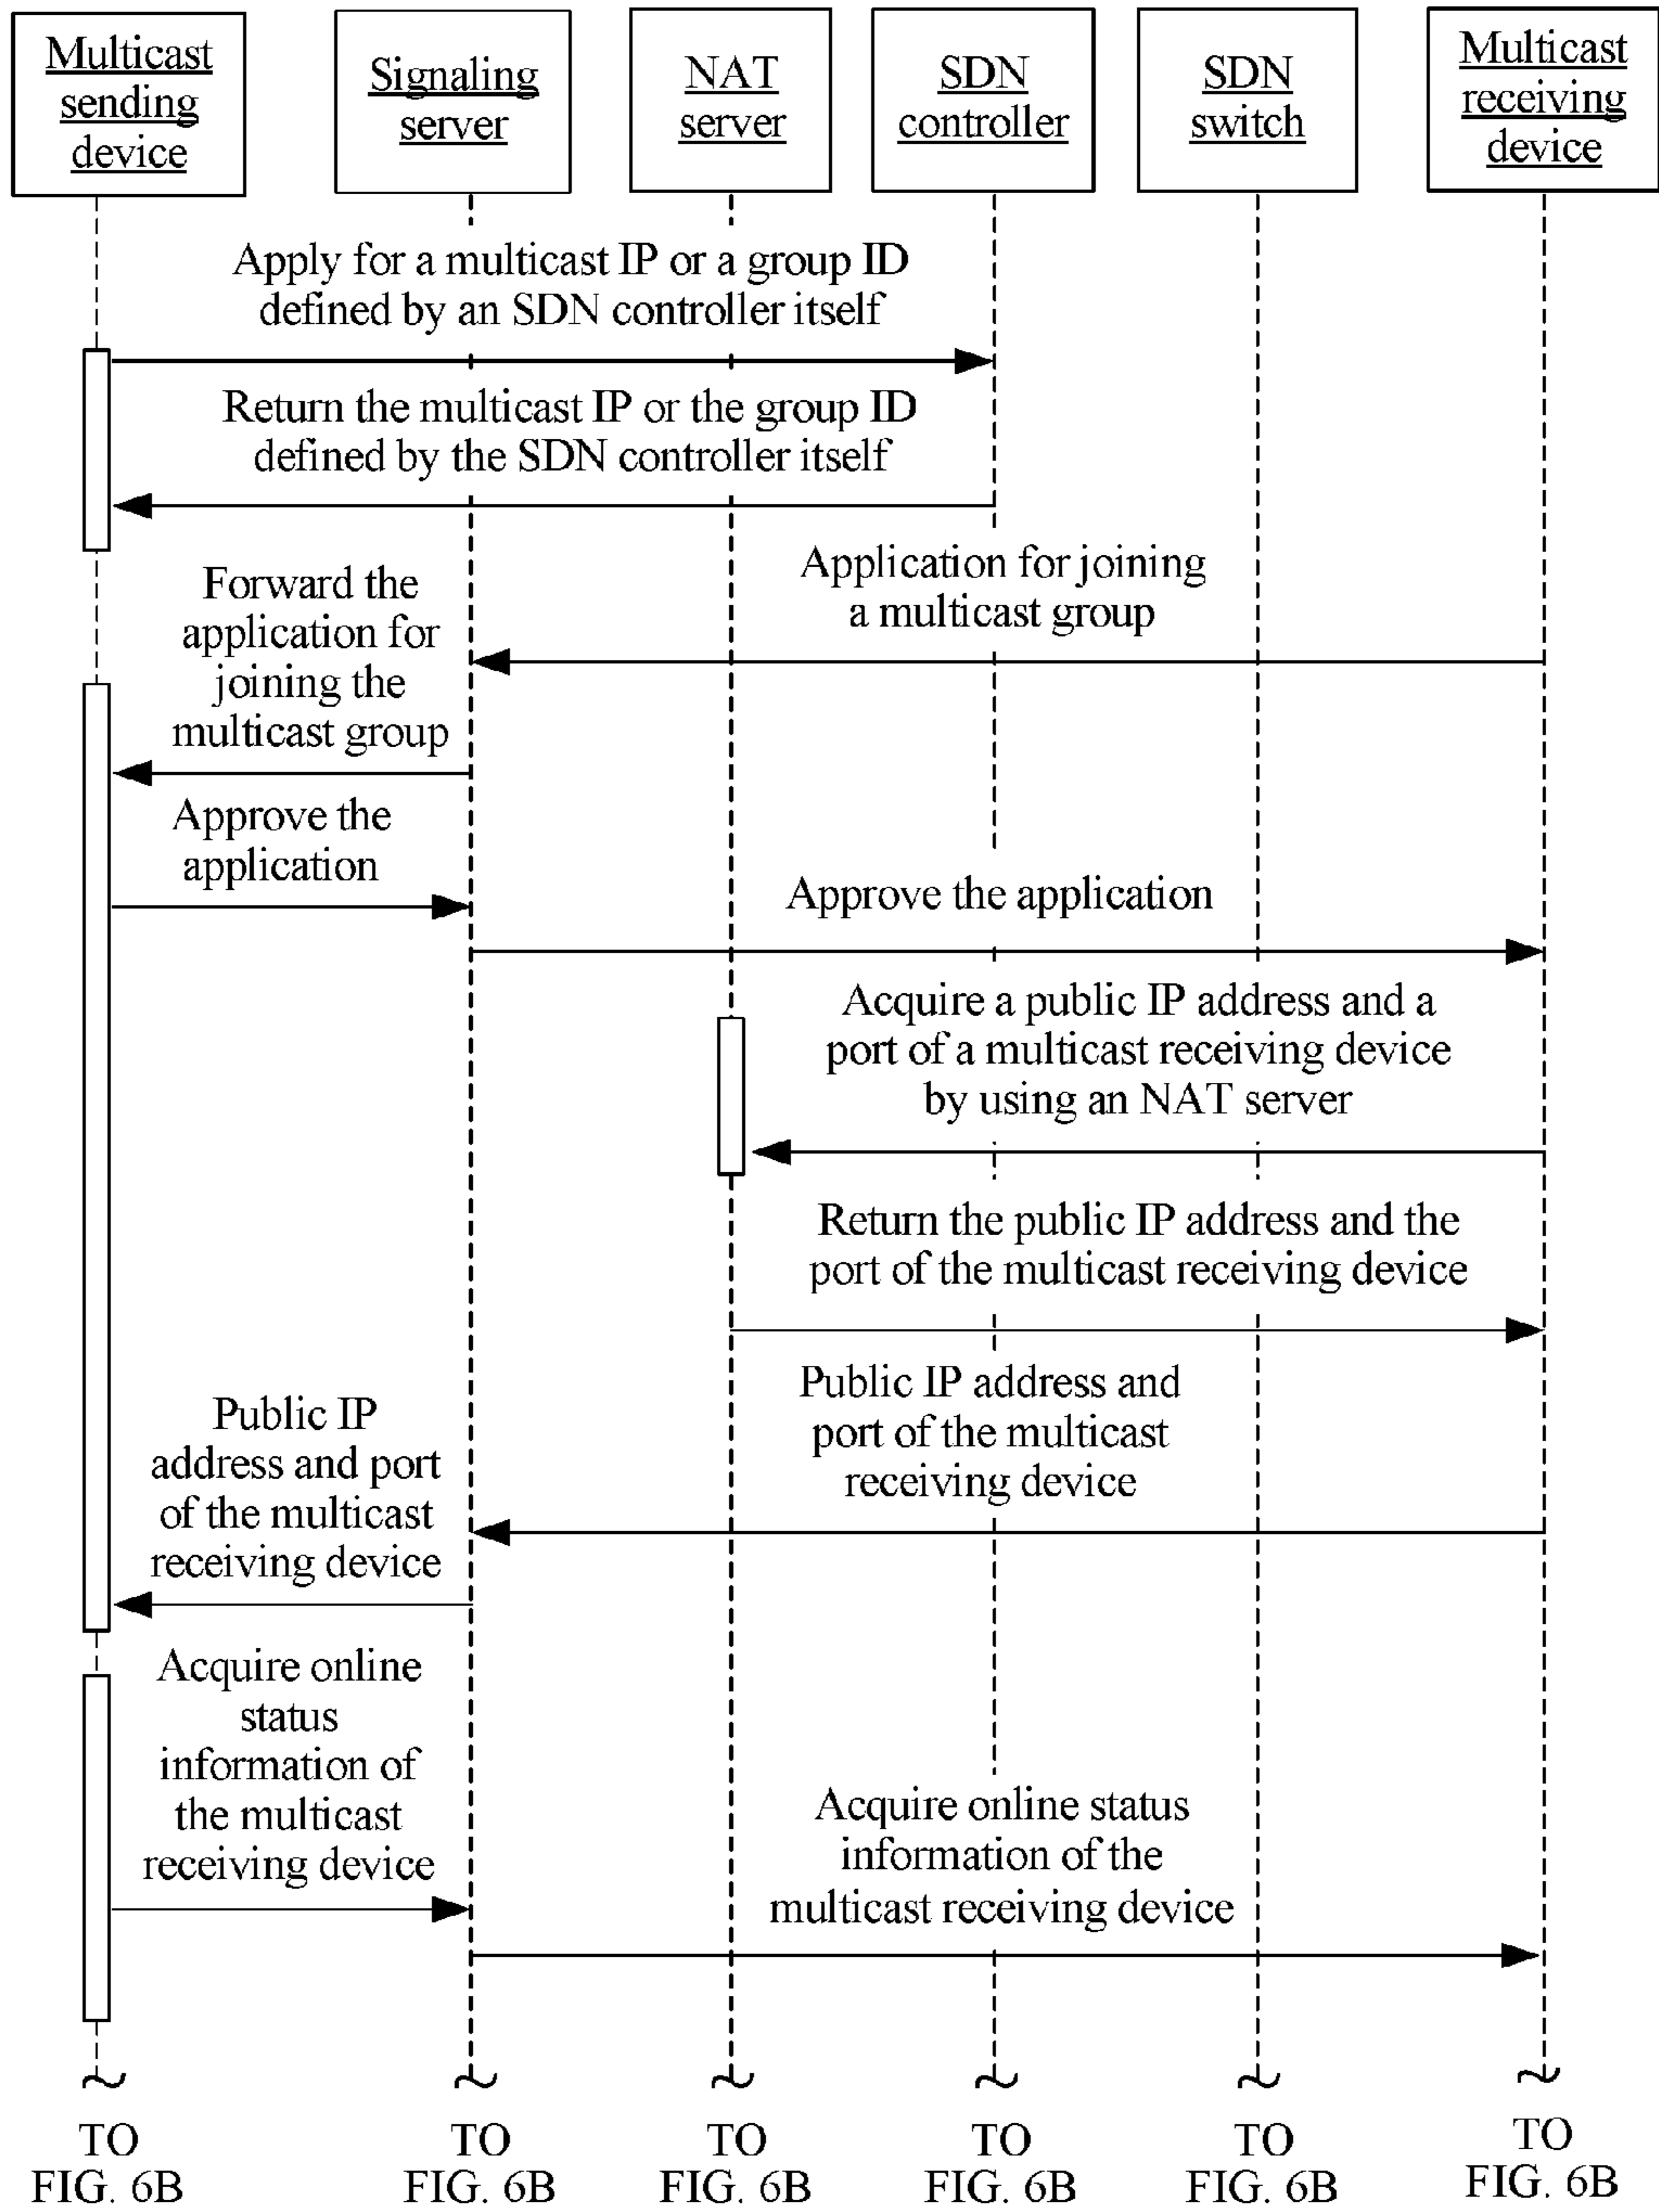 Multicast
sending
device
Signaling
server
NAT
server
SDN
controller
SDN
switch
Multicast
receiving
device
Apply for a multicast IP or a group ID
defined by an SDN controller itself
Return the multicast IP or the group ID
defined by the SDN controller itself
Application for joining
a multicast group
Forward the
application for
joining the
multicast group
Approve the
application
Approve the application
Acquire a public IP address and a
port of a multicast receiving device
by using an NAT server
Return the public IP address and the
port of the multicast receiving device
Public IP address and
port of the multicast
receiving device
Public IP
address and port
of the multicast
receiving device
Acquire online
status
information of
the multicast
receiving device
Acquire online status
information of the
multicast receiving device
TO
FIG. 6B
TO
FIG. 6B
TO
FIG. 6B
TO
FIG. 6B
TO
FIG. 6B
TO
FIG. 6B